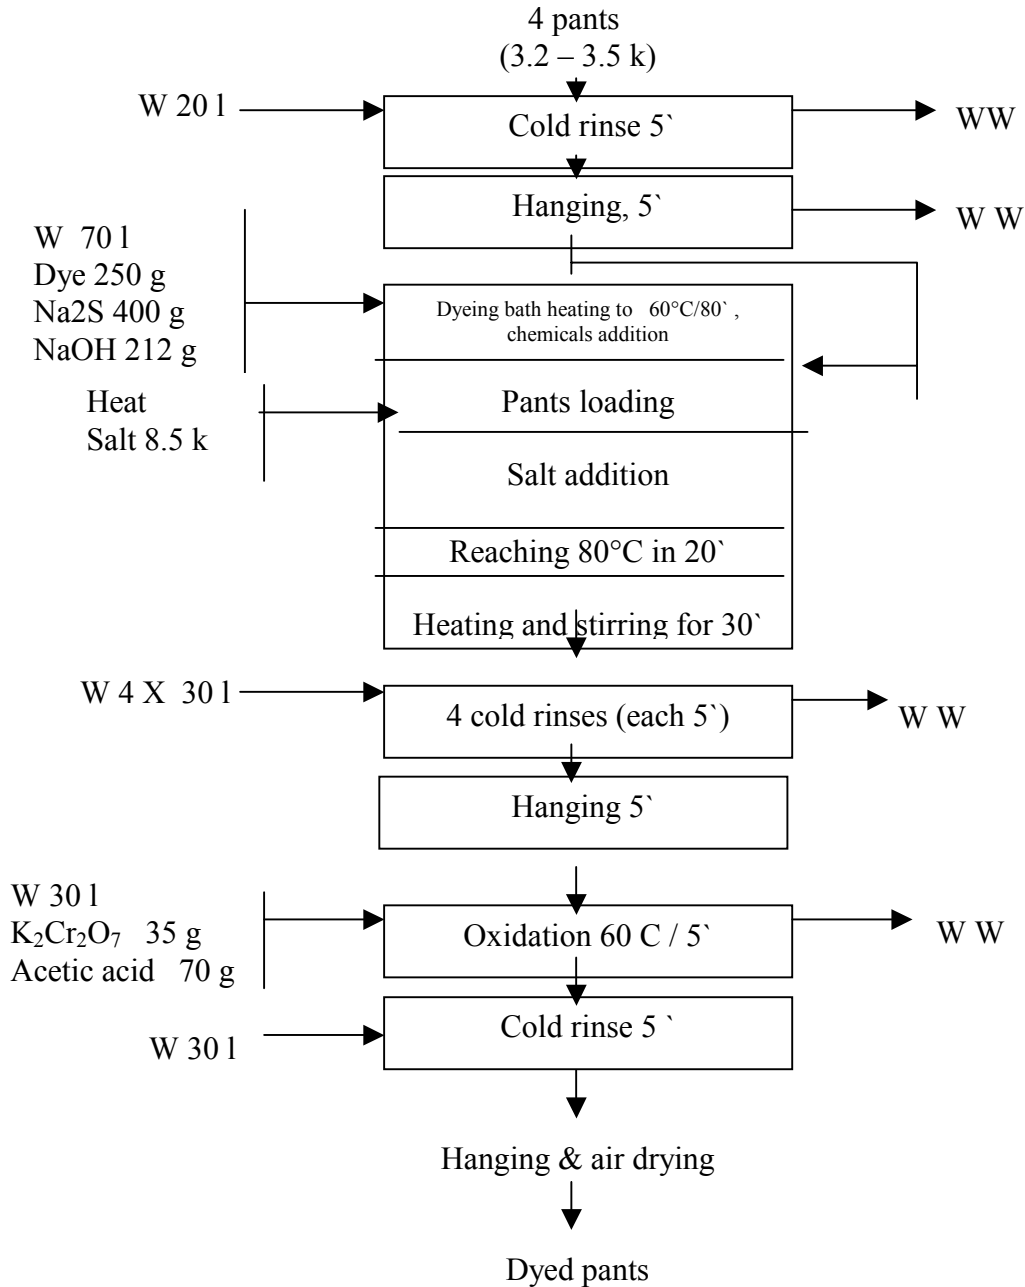 4 pants
(3.2 – 3.5 k)
W 20 l
Cold rinse 5`
WW
Hanging, 5`
W W
W 70 l
Dye 250 g
Na2S 400 g
NaOH 212 g
Dyeing bath heating to 60°C/80` ,
chemicals addition
Heat
Salt 8.5 k
Pants loading
Salt addition
Reaching 80°C in 20`
Heating and stirring for 30`
W 4 X 30 l
4 cold rinses (each 5`)
W W
Hanging 5`
W 30 l
K₂Cr₂O₇ 35 g
Acetic acid 70 g
Oxidation 60 C / 5`
W W
Cold rinse 5 `
W 30 l
Hanging & air drying
Dyed pants